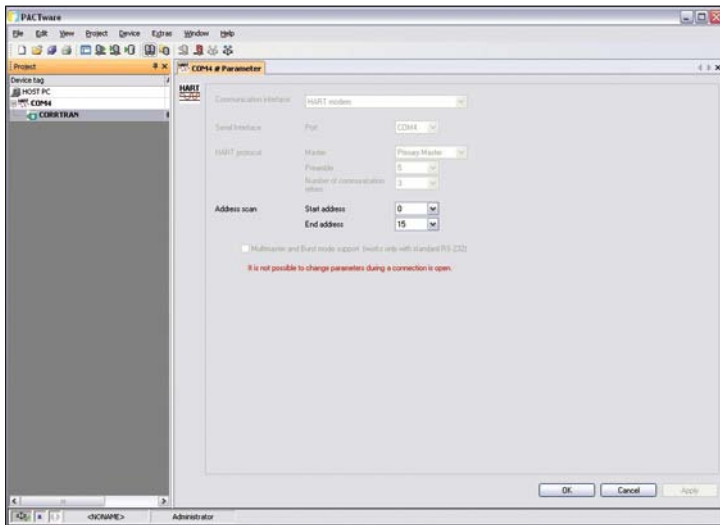 PACTware
File Edit View Project Device Extras Window Help
Project
COM4 # Parameter
Device tag
HOST PC
COM4
CORRTRAN
HART
Communication interface HART modem
Serial Interface Port COM4
HART protocol Master Primary Master
Preamble 5
Number of communication retries 3
Address scan Start address 0
End address 15
Multimaster and Burst mode support (works only with standard RS-232)
It is not possible to change parameters during a connection is open.
OK Cancel Apply
<NONAME> Administrator